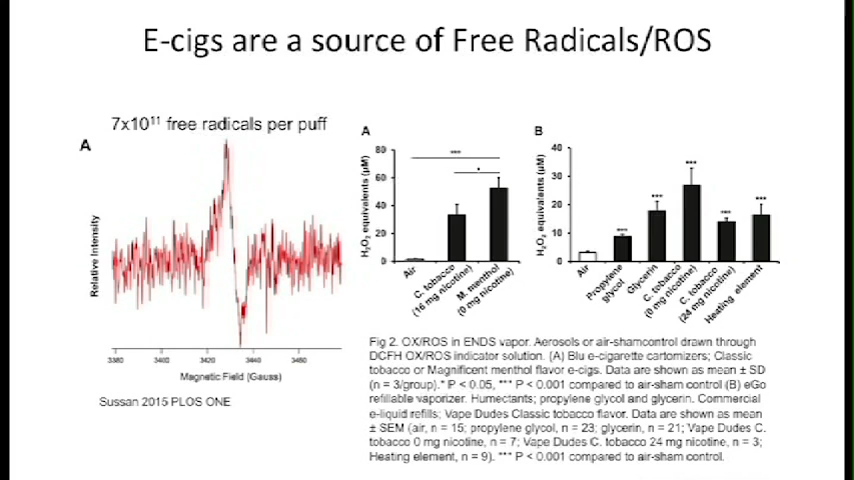 E-cigs are a source of Free Radicals/ROS
7x10¹¹ free radicals per puff
A
Relative Intensity
3380 3400 3420 3440 3460
Magnetic Field (Gauss)
Sussan 2015 PLOS ONE
A
H₂O₂ equivalents (µM)
80
60
40
20
0
***
*
Air
C. tobacco
(16 mg nicotine)
M. menthol
(0 mg nicotine)
B
H₂O₂ equivalents (µM)
40
30
20
10
0
***
***
***
***
***
Air
Propylene
glycol
Glycerin
C. tobacco
(0 mg nicotine)
C. tobacco
(24 mg nicotine)
Heating element
Fig 2. OX/ROS in ENDS vapor. Aerosols or air-shamcontrol drawn through
DCFH OX/ROS indicator solution. (A) Blu e-cigarette cartomizers; Classic
tobacco or Magnificent menthol flavor e-cigs. Data are shown as mean ± SD
(n = 3/group).* P < 0.05, *** P < 0.001 compared to air-sham control (B) eGo
refillable vaporizer. Humectants; propylene glycol and glycerin. Commercial
e-liquid refills; Vape Dudes Classic tobacco flavor. Data are shown as mean
± SEM (air, n = 15; propylene glycol, n = 23; glycerin, n = 21; Vape Dudes C.
tobacco 0 mg nicotine, n = 7; Vape Dudes C. tobacco 24 mg nicotine, n = 3;
Heating element, n = 9). *** P < 0.001 compared to air-sham control.